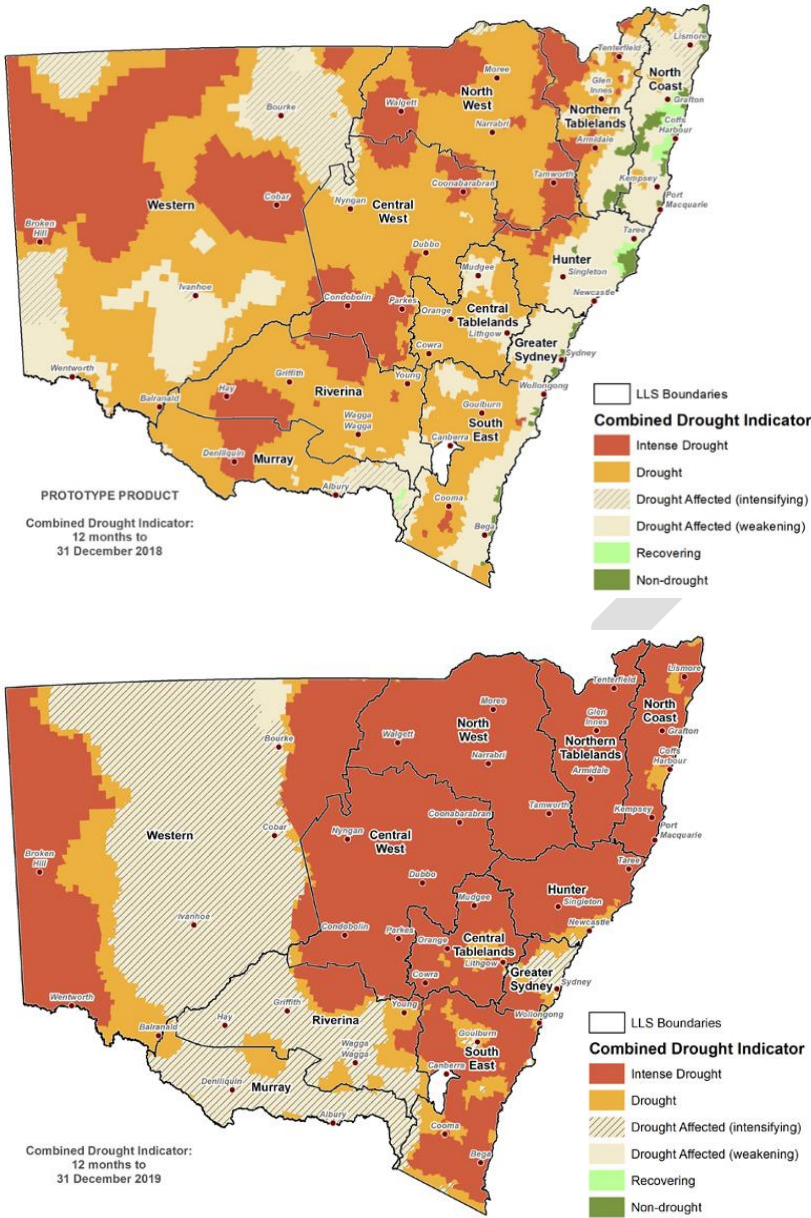 Tenterfield
Lismore
Moree
North
Coast
Glen
Innes
North
West
Northern
Tablelands
Bourke
Walgett
Grafton
Coffs
Harbour
Narrabri
Armidale
Tamworth
Kempsey
Coonabarabran
Port
Macquarie
Western
Cobar
Nyngan
Central
West
Broken
Hill
Taree
Dubbo
Hunter
Mudgee
Singleton
Ivanhoe
Newcastle
Condobolin
Parkes
Orange
Central
Tablelands
Lithgow
Greater
Sydney
Cowra
Sydney
Wentworth
Griffith
Young
Hay
Riverina
Balranald
Wollongong
Goulburn
South
East
Wagga
Wagga
Canberra
Deniliquin
Murray
Albury
Cooma
Bega
PROTOTYPE PRODUCT
Combined Drought Indicator:
12 months to
31 December 2018
LLS Boundaries
Combined Drought Indicator
Intense Drought
Drought
Drought Affected (intensifying)
Drought Affected (weakening)
Recovering
Non-drought
Lismore
Tenterfield
Moree
North
Coast
Glen
Innes
North
West
Northern
Tablelands
Grafton
Walgett
Bourke
Coffs
Harbour
Narrabri
Armidale
Tamworth
Kempsey
Coonabarabran
Port
Macquarie
Western
Cobar
Nyngan
Central
West
Broken
Hill
Taree
Dubbo
Hunter
Mudgee
Singleton
Ivanhoe
Newcastle
Condobolin
Parkes
Orange
Central
Tablelands
Lithgow
Greater
Sydney
Cowra
Sydney
Wentworth
Griffith
Young
Hay
Riverina
Balranald
Wollongong
Goulburn
South
East
Wagga
Wagga
Canberra
Deniliquin
Murray
Albury
Cooma
Bega
Combined Drought Indicator:
12 months to
31 December 2019
LLS Boundaries
Combined Drought Indicator
Intense Drought
Drought
Drought Affected (intensifying)
Drought Affected (weakening)
Recovering
Non-drought